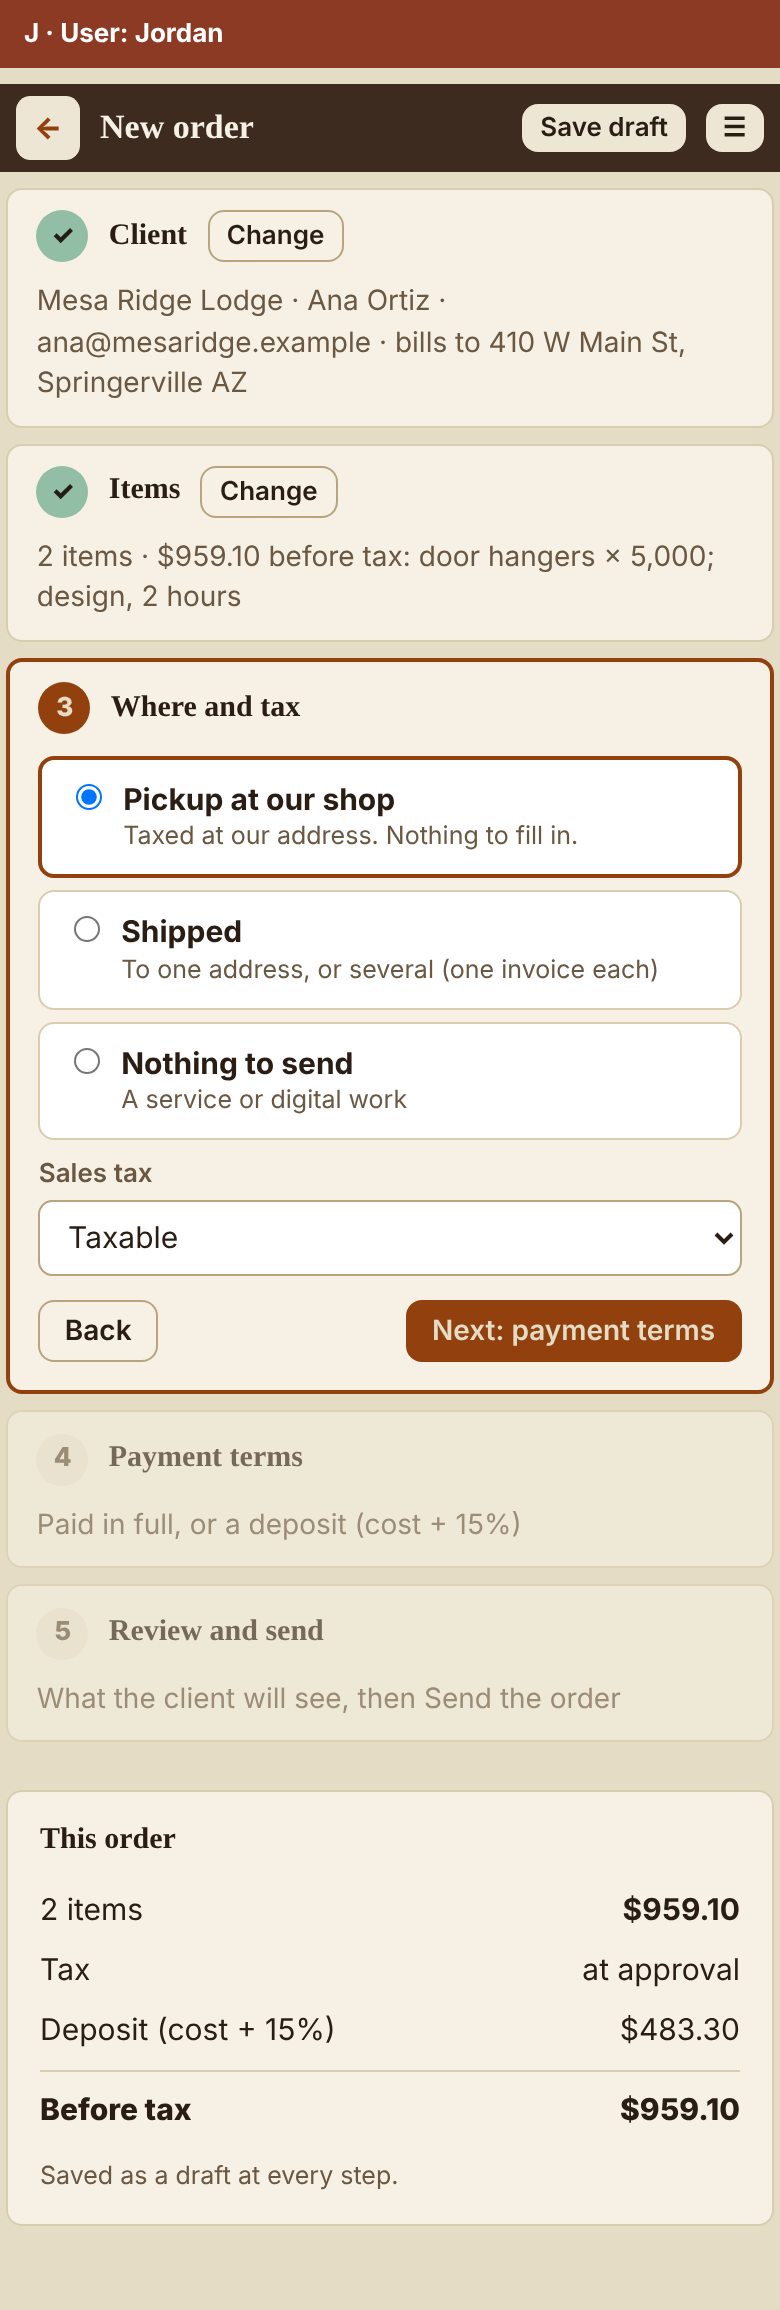 J · User: Jordan
← New order Save draft ☰
✓ Client Change
Mesa Ridge Lodge · Ana Ortiz ·
ana@mesaridge.example · bills to 410 W Main St,
Springerville AZ
✓ Items Change
2 items · $959.10 before tax: door hangers × 5,000;
design, 2 hours
3 Where and tax
Pickup at our shop
Taxed at our address. Nothing to fill in.
Shipped
To one address, or several (one invoice each)
Nothing to send
A service or digital work
Sales tax
Taxable
Back Next: payment terms
4 Payment terms
Paid in full, or a deposit (cost + 15%)
5 Review and send
What the client will see, then Send the order
This order
2 items $959.10
Tax at approval
Deposit (cost + 15%) $483.30
Before tax $959.10
Saved as a draft at every step.